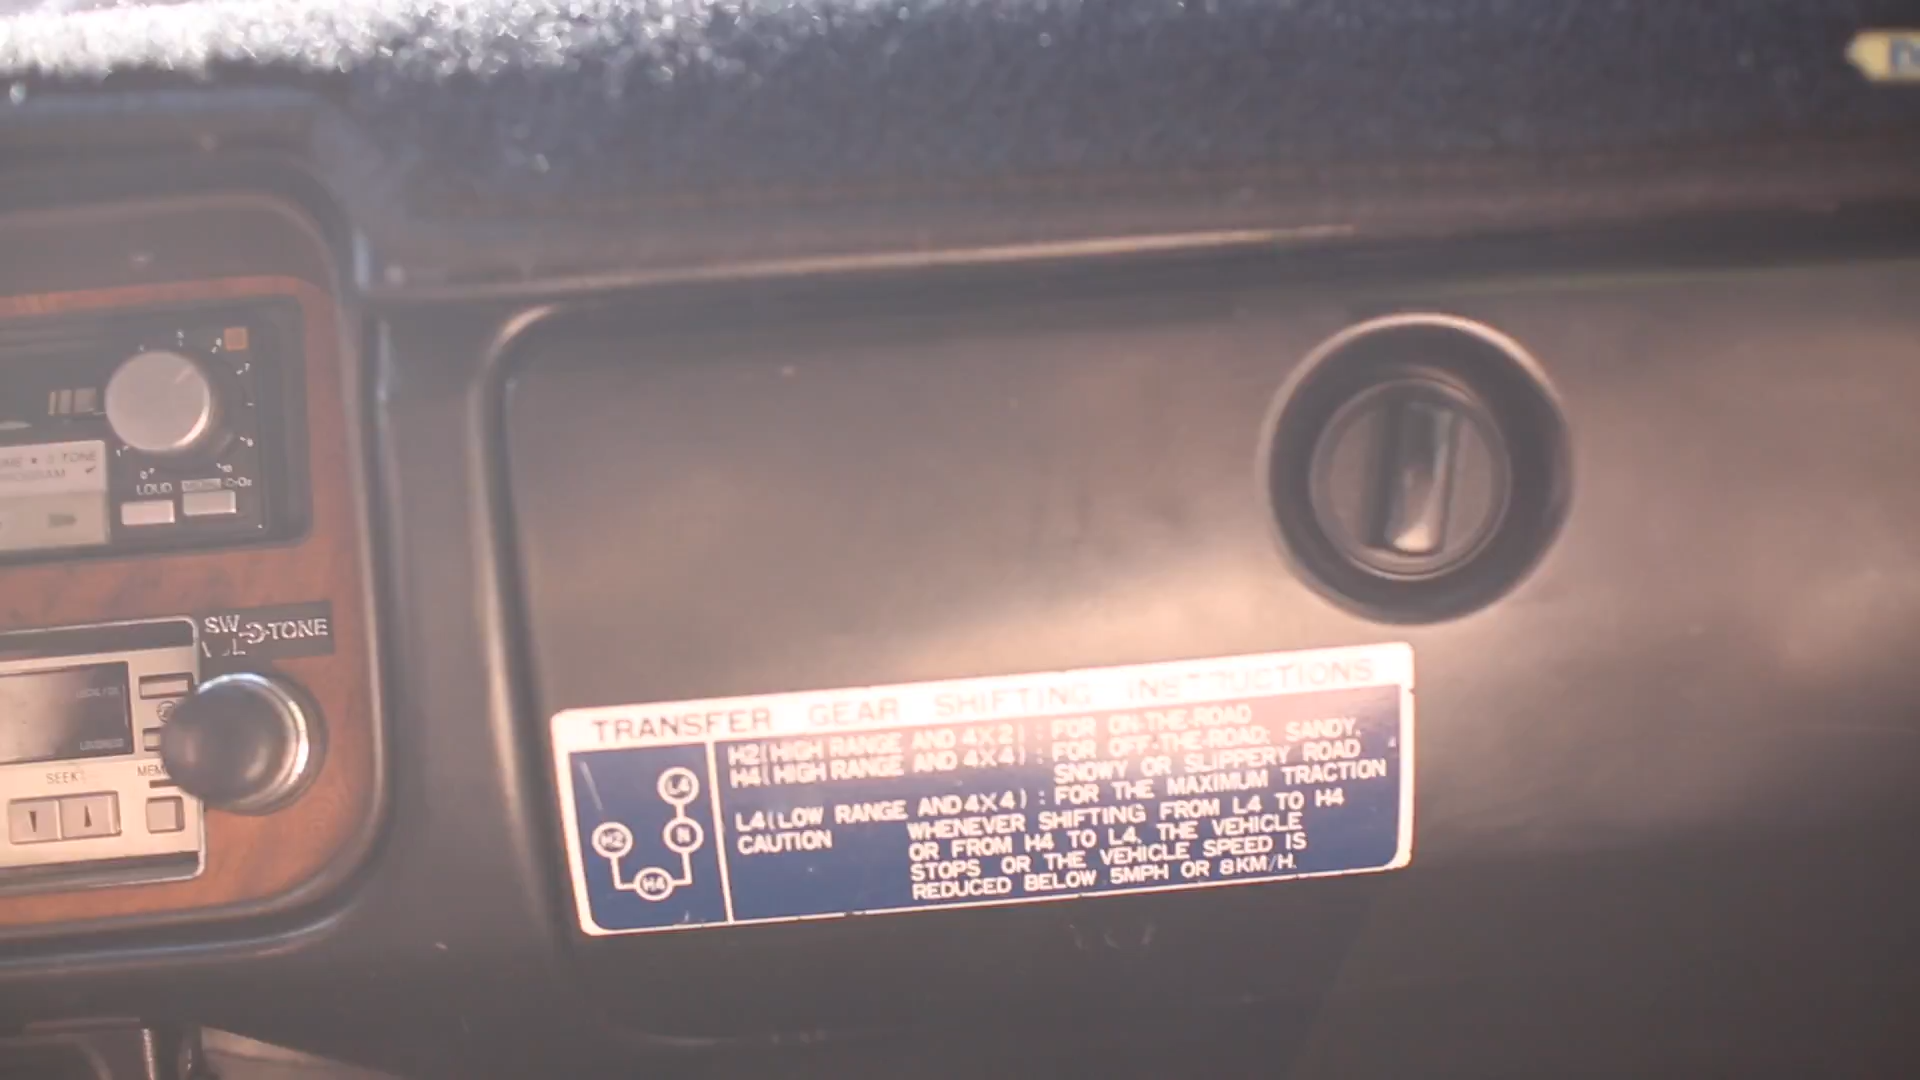 TONE
PROGRAM
LOUD
SW TONE
SEEK
TRANSFER GEAR SHIFTING INSTRUCTIONS
H2(HIGH RANGE AND 4X2) : FOR ON-THE-ROAD
H4(HIGH RANGE AND 4X4) : FOR OFF-THE-ROAD; SANDY,
SNOWY OR SLIPPERY ROAD
L4(LOW RANGE AND 4X4) : FOR THE MAXIMUM TRACTION
CAUTION WHENEVER SHIFTING FROM L4 TO H4
OR FROM H4 TO L4, THE VEHICLE
STOPS OR THE VEHICLE SPEED IS
REDUCED BELOW 5MPH OR 8KM/H.
L4
H2 N
H4